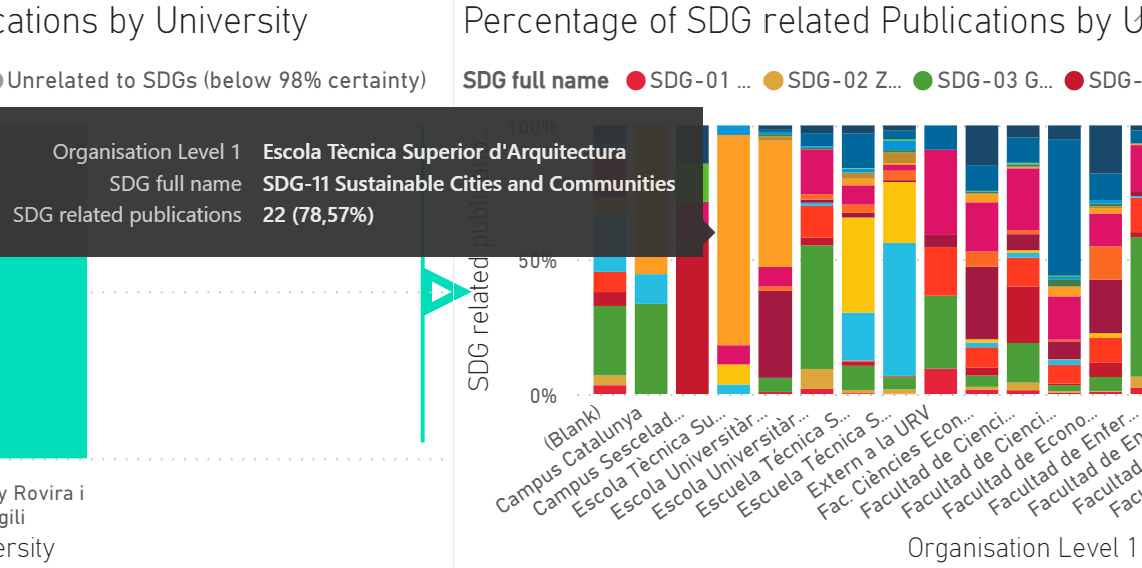 cations by University
Unrelated to SDGs (below 98% certainty)
Organisation Level 1 Escola Tècnica Superior d'Arquitectura
SDG full name SDG-11 Sustainable Cities and Communities
SDG related publications 22 (78,57%)
y Rovira i
gili
ersity
Percentage of SDG related Publications by U
SDG full name SDG-01 ... SDG-02 Z... SDG-03 G... SDG-
SDG related publicatio...
100%
50%
0%
(Blank)
Campus Catalunya
Campus Sescelad...
Escola Tècnica Su...
Escola Universitàr...
Escola Universitàr...
Escuela Técnica S...
Escuela Técnica S...
Extern a la URV
Fac. Ciències Econ...
Facultad de Cienci...
Facultad de Cienci...
Facultad de Econo...
Facultad de Enfer...
Facultad de En
Facultad
Facu
Organisation Level 1